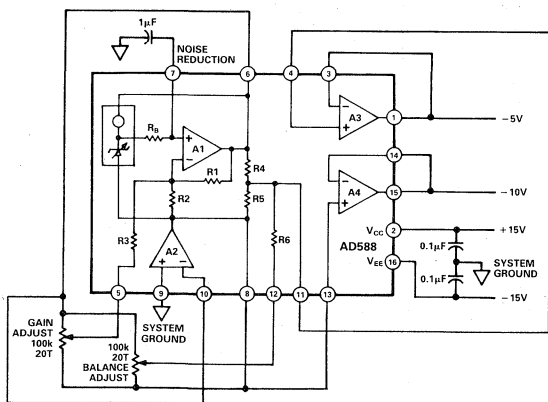 1μF
NOISE
REDUCTION
7
6
4
3
RB
A1
R1
R4
R2
R5
R3
R6
A2
A3
1
−5V
14
A4
15
−10V
VCC
2
+15V
AD588
0.1μF
VEE
16
0.1μF
SYSTEM
GROUND
−15V
5
9
10
8
12
11
13
SYSTEM
GROUND
GAIN
ADJUST
100k
20T
100k
20T
BALANCE
ADJUST